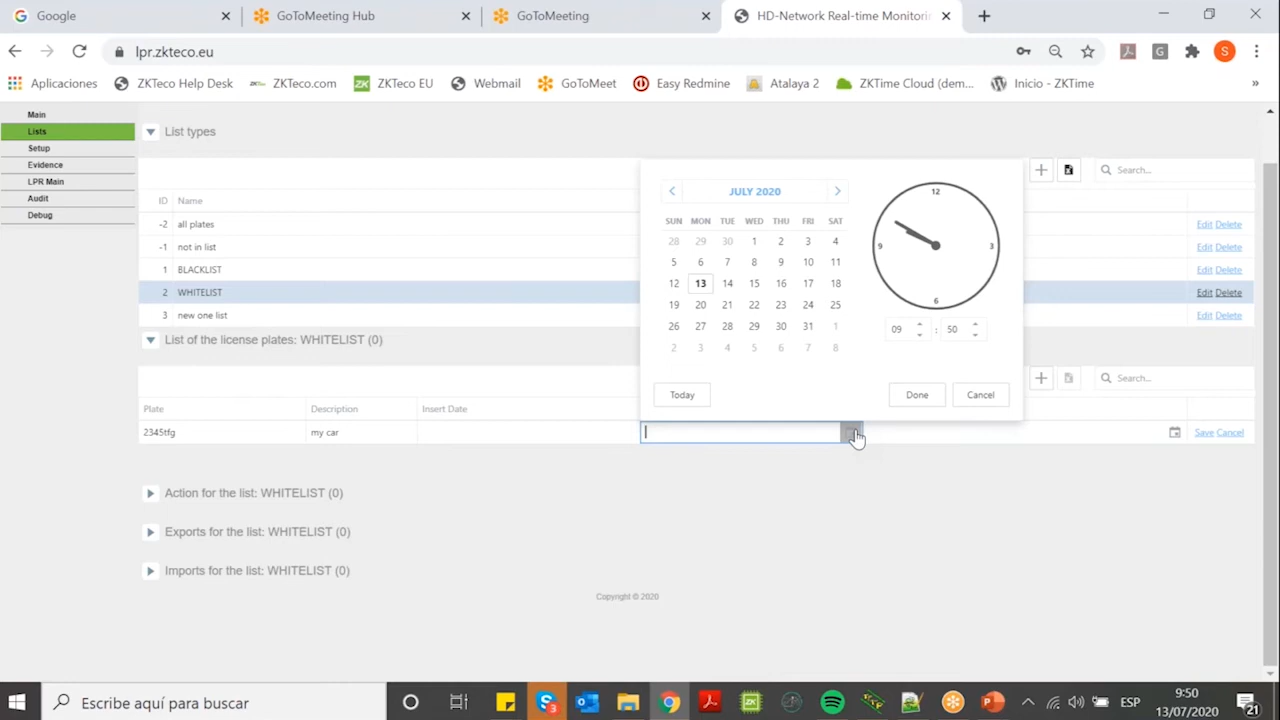 Google
GoToMeeting Hub
GoToMeeting
HD-Network Real-time Monitorin
lpr.zkteco.eu
Aplicaciones
ZKTeco Help Desk
ZKTeco.com
ZKTeco EU
Webmail
GoToMeet
Easy Redmine
Atalaya 2
ZKTime Cloud (dem...
Inicio - ZKTime
»
Main
Lists
Setup
Evidence
LPR Main
Audit
Debug
List types
Search...
ID Name
-2 all plates Edit Delete
-1 not in list Edit Delete
1 BLACKLIST Edit Delete
2 WHITELIST Edit Delete
3 new one list Edit Delete
JULY 2020
SUN MON TUE WED THU FRI SAT
28 29 30 1 2 3 4
5 6 7 8 9 10 11
12 13 14 15 16 17 18
19 20 21 22 23 24 25
26 27 28 29 30 31 1
2 3 4 5 6 7 8
12
9 3
6
09 : 50
Today
Done
Cancel
List of the license plates: WHITELIST (0)
Search...
Plate Description Insert Date
2345tfg my car Save Cancel
Action for the list: WHITELIST (0)
Exports for the list: WHITELIST (0)
Imports for the list: WHITELIST (0)
Copyright © 2020
Escribe aquí para buscar
ESP
9:50
13/07/2020
21